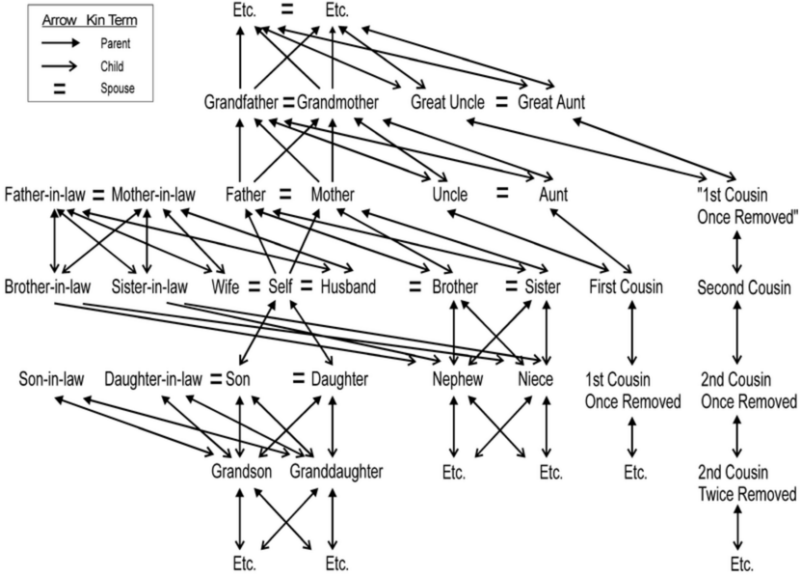 Etc. = Etc.
Arrow Kin Term
Parent
Child
= Spouse
Grandfather = Grandmother Great Uncle = Great Aunt
Father-in-law = Mother-in-law Father = Mother Uncle = Aunt "1st Cousin
Once Removed"
Brother-in-law Sister-in-law Wife = Self = Husband = Brother = Sister First Cousin Second Cousin
Son-in-law Daughter-in-law = Son = Daughter Nephew Niece 1st Cousin 2nd Cousin
Once Removed Once Removed
Grandson Granddaughter Etc. Etc. Etc. 2nd Cousin
Twice Removed
Etc. Etc. Etc.